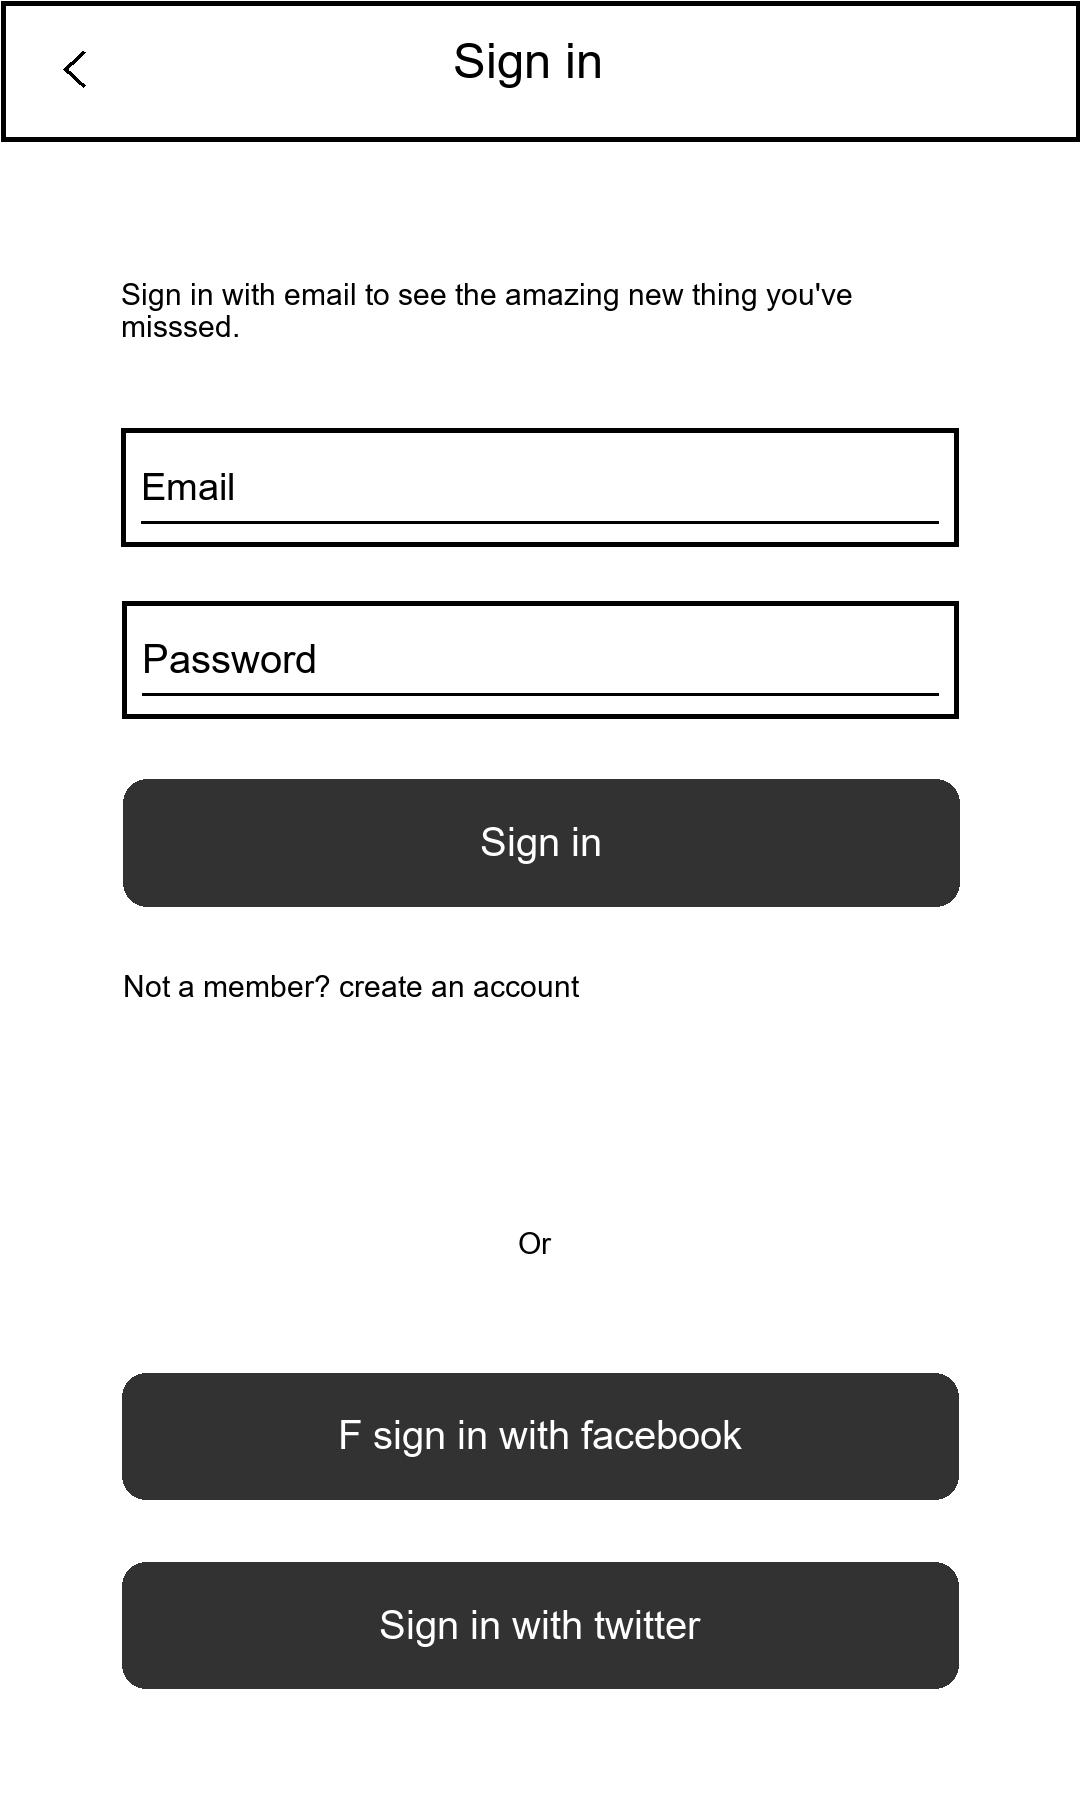 Sign in
Sign in with email to see the amazing new thing you've
misssed.
Email
Password
Sign in
Not a member? create an account
Or
F sign in with facebook
Sign in with twitter